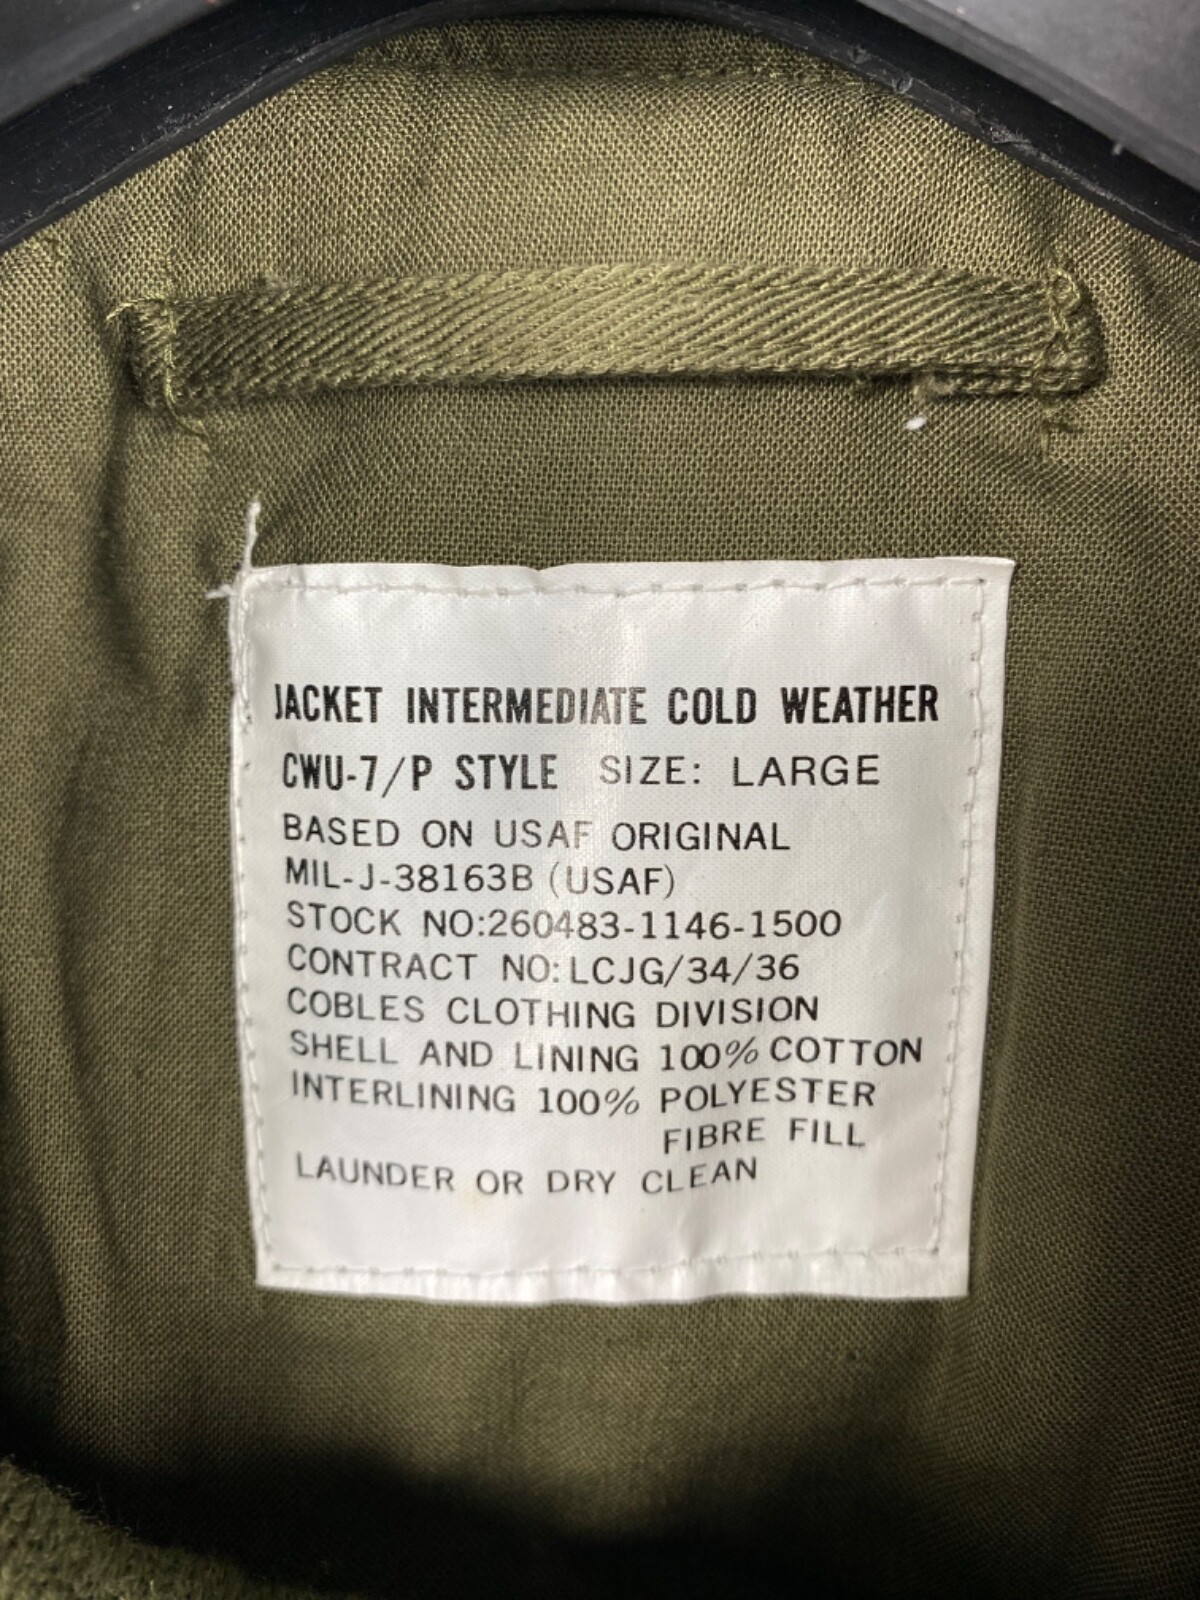 JACKET INTERMEDIATE COLD WEATHER
CWU-7/P STYLE SIZE: LARGE
BASED ON USAF ORIGINAL
MIL-J-38163B (USAF)
STOCK NO:260483-1146-1500
CONTRACT NO:LCJG/34/36
COBLES CLOTHING DIVISION
SHELL AND LINING 100% COTTON
INTERLINING 100% POLYESTER
FIBRE FILL
LAUNDER OR DRY CLEAN